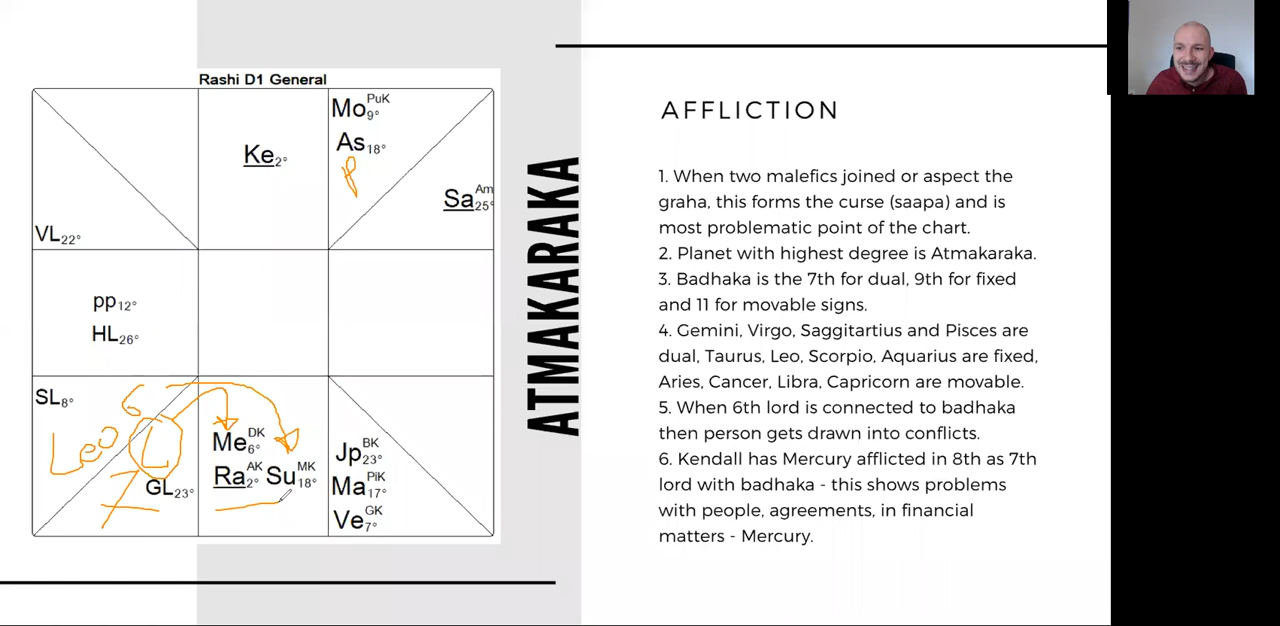 Rashi D1 General
Mo PuK 9°
As 18°
Ke 2°
Sa Am 25°
VL 22°
pp 12°
HL 26°
SL 8°
Leo
6
L
7
GL 23°
Me DK 6°
Ra AK 2° Su MK 18°
Jp BK 23°
Ma PiK 17°
Ve GK 7°
ATMAKARAKA
AFFLICTION
1. When two malefics joined or aspect the
graha, this forms the curse (saapa) and is
most problematic point of the chart.
2. Planet with highest degree is Atmakaraka.
3. Badhaka is the 7th for dual, 9th for fixed
and 11 for movable signs.
4. Gemini, Virgo, Saggitartius and Pisces are
dual, Taurus, Leo, Scorpio, Aquarius are fixed,
Aries, Cancer, Libra, Capricorn are movable.
5. When 6th lord is connected to badhaka
then person gets drawn into conflicts.
6. Kendall has Mercury afflicted in 8th as 7th
lord with badhaka - this shows problems
with people, agreements, in financial
matters - Mercury.